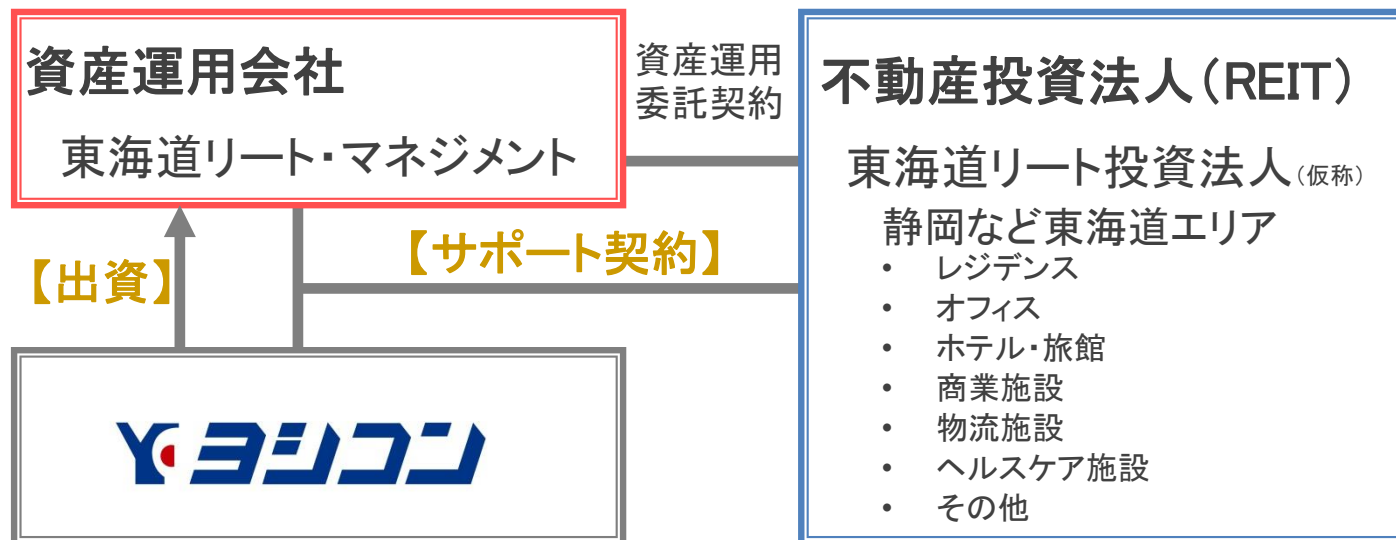 資産運用会社
東海道リート・マネジメント
資産運用
委託契約
不動産投資法人(REIT)
東海道リート投資法人(仮称)
静岡など東海道エリア
• レジデンス
• オフィス
• ホテル・旅館
• 商業施設
• 物流施設
• ヘルスケア施設
• その他
【サポート契約】
【出資】
ヨシコン